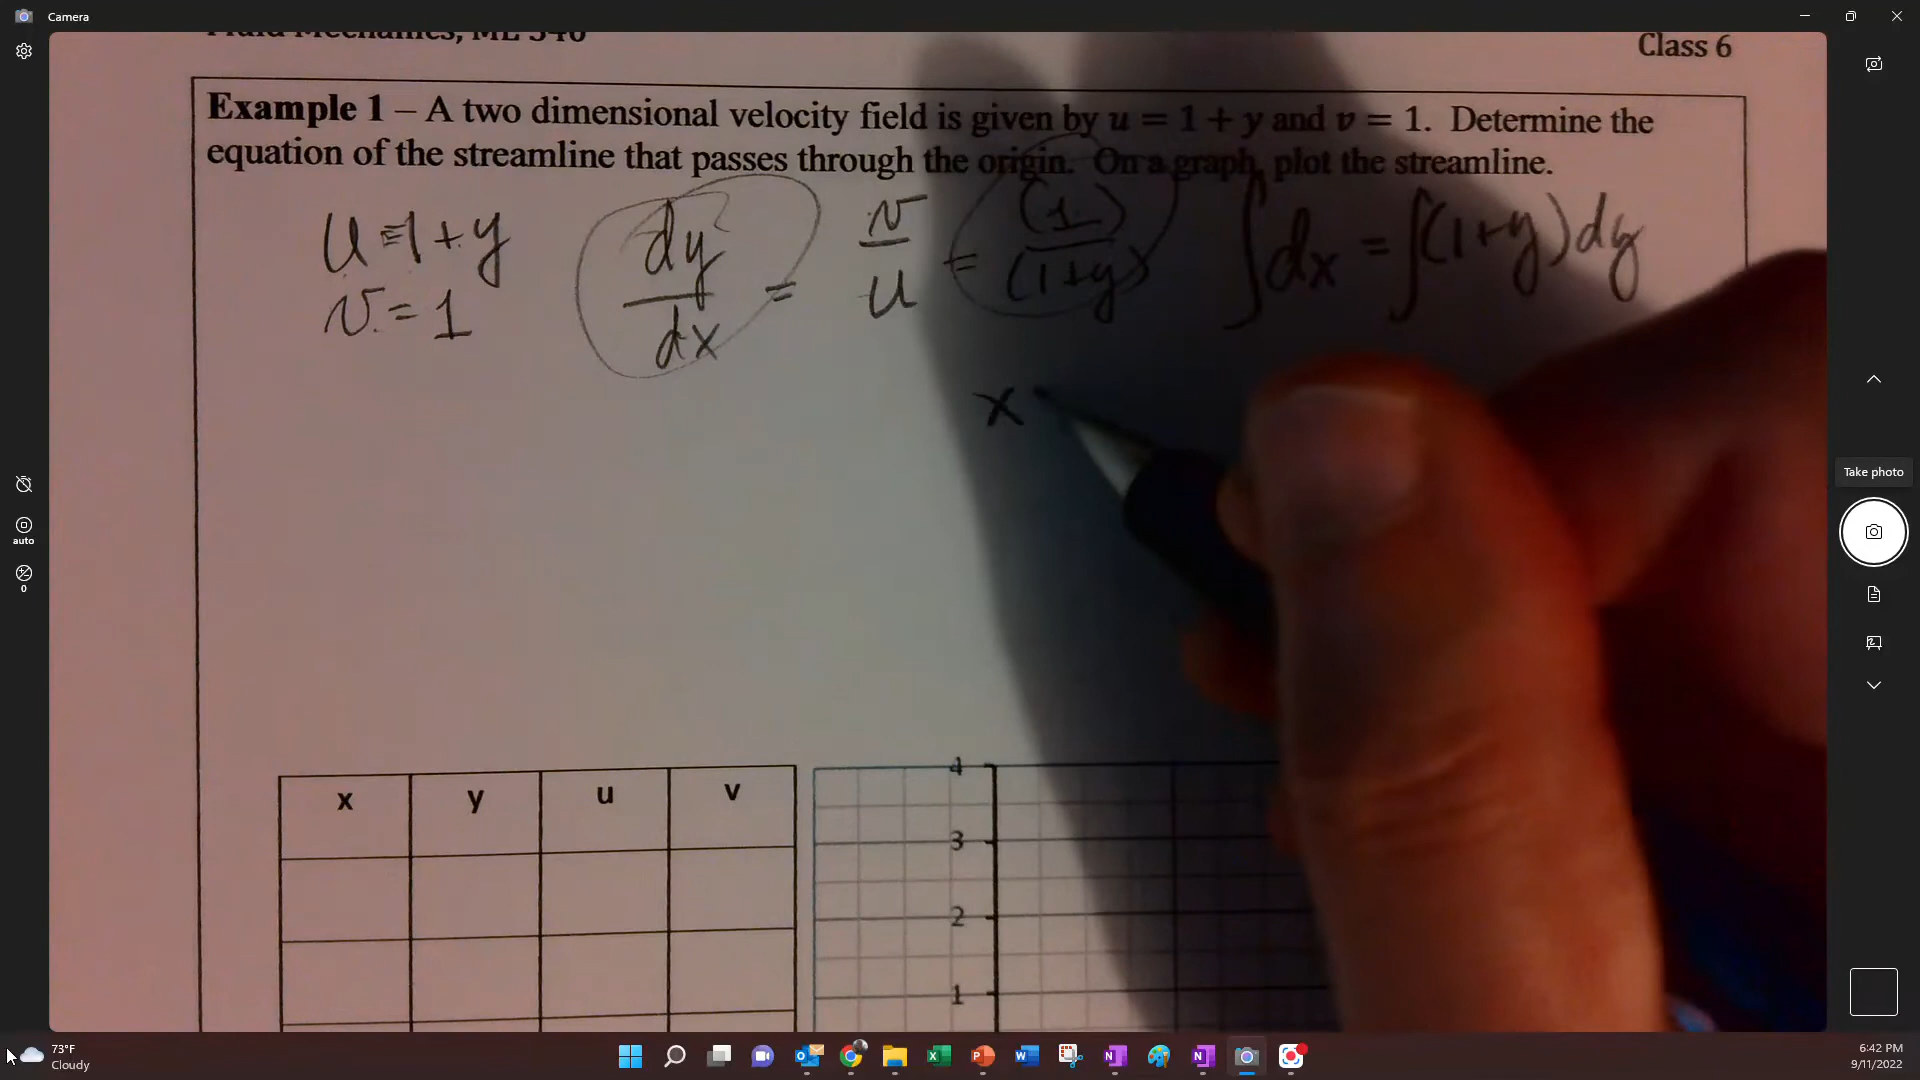 Camera
Class 6
Example 1 – A two dimensional velocity field is given by u = 1 + y and v = 1. Determine the
equation of the streamline that passes through the origin. On a graph, plot the streamline.
u = 1 + y
v = 1
dy/dx = v/u = (1)/(1+y)
∫dx = ∫(1+y)dy
x
x y u v
4
3
2
1
Take photo
auto
0
73°F
Cloudy
6:42 PM
9/11/2022